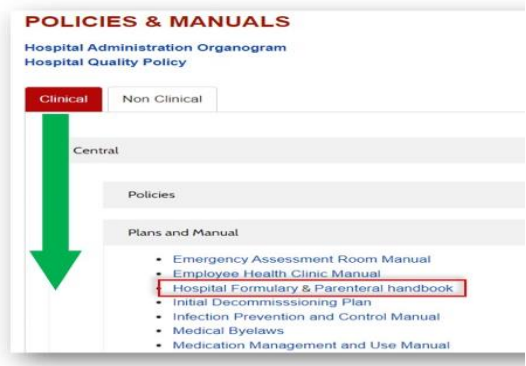 POLICIES & MANUALS
Hospital Administration Organogram
Hospital Quality Policy
Clinical Non Clinical
Central
Policies
Plans and Manual
Emergency Assessment Room Manual
Employee Health Clinic Manual
Hospital Formulary & Parenteral handbook
Initial Decommisssioning Plan
Infection Prevention and Control Manual
Medical Byelaws
Medication Management and Use Manual